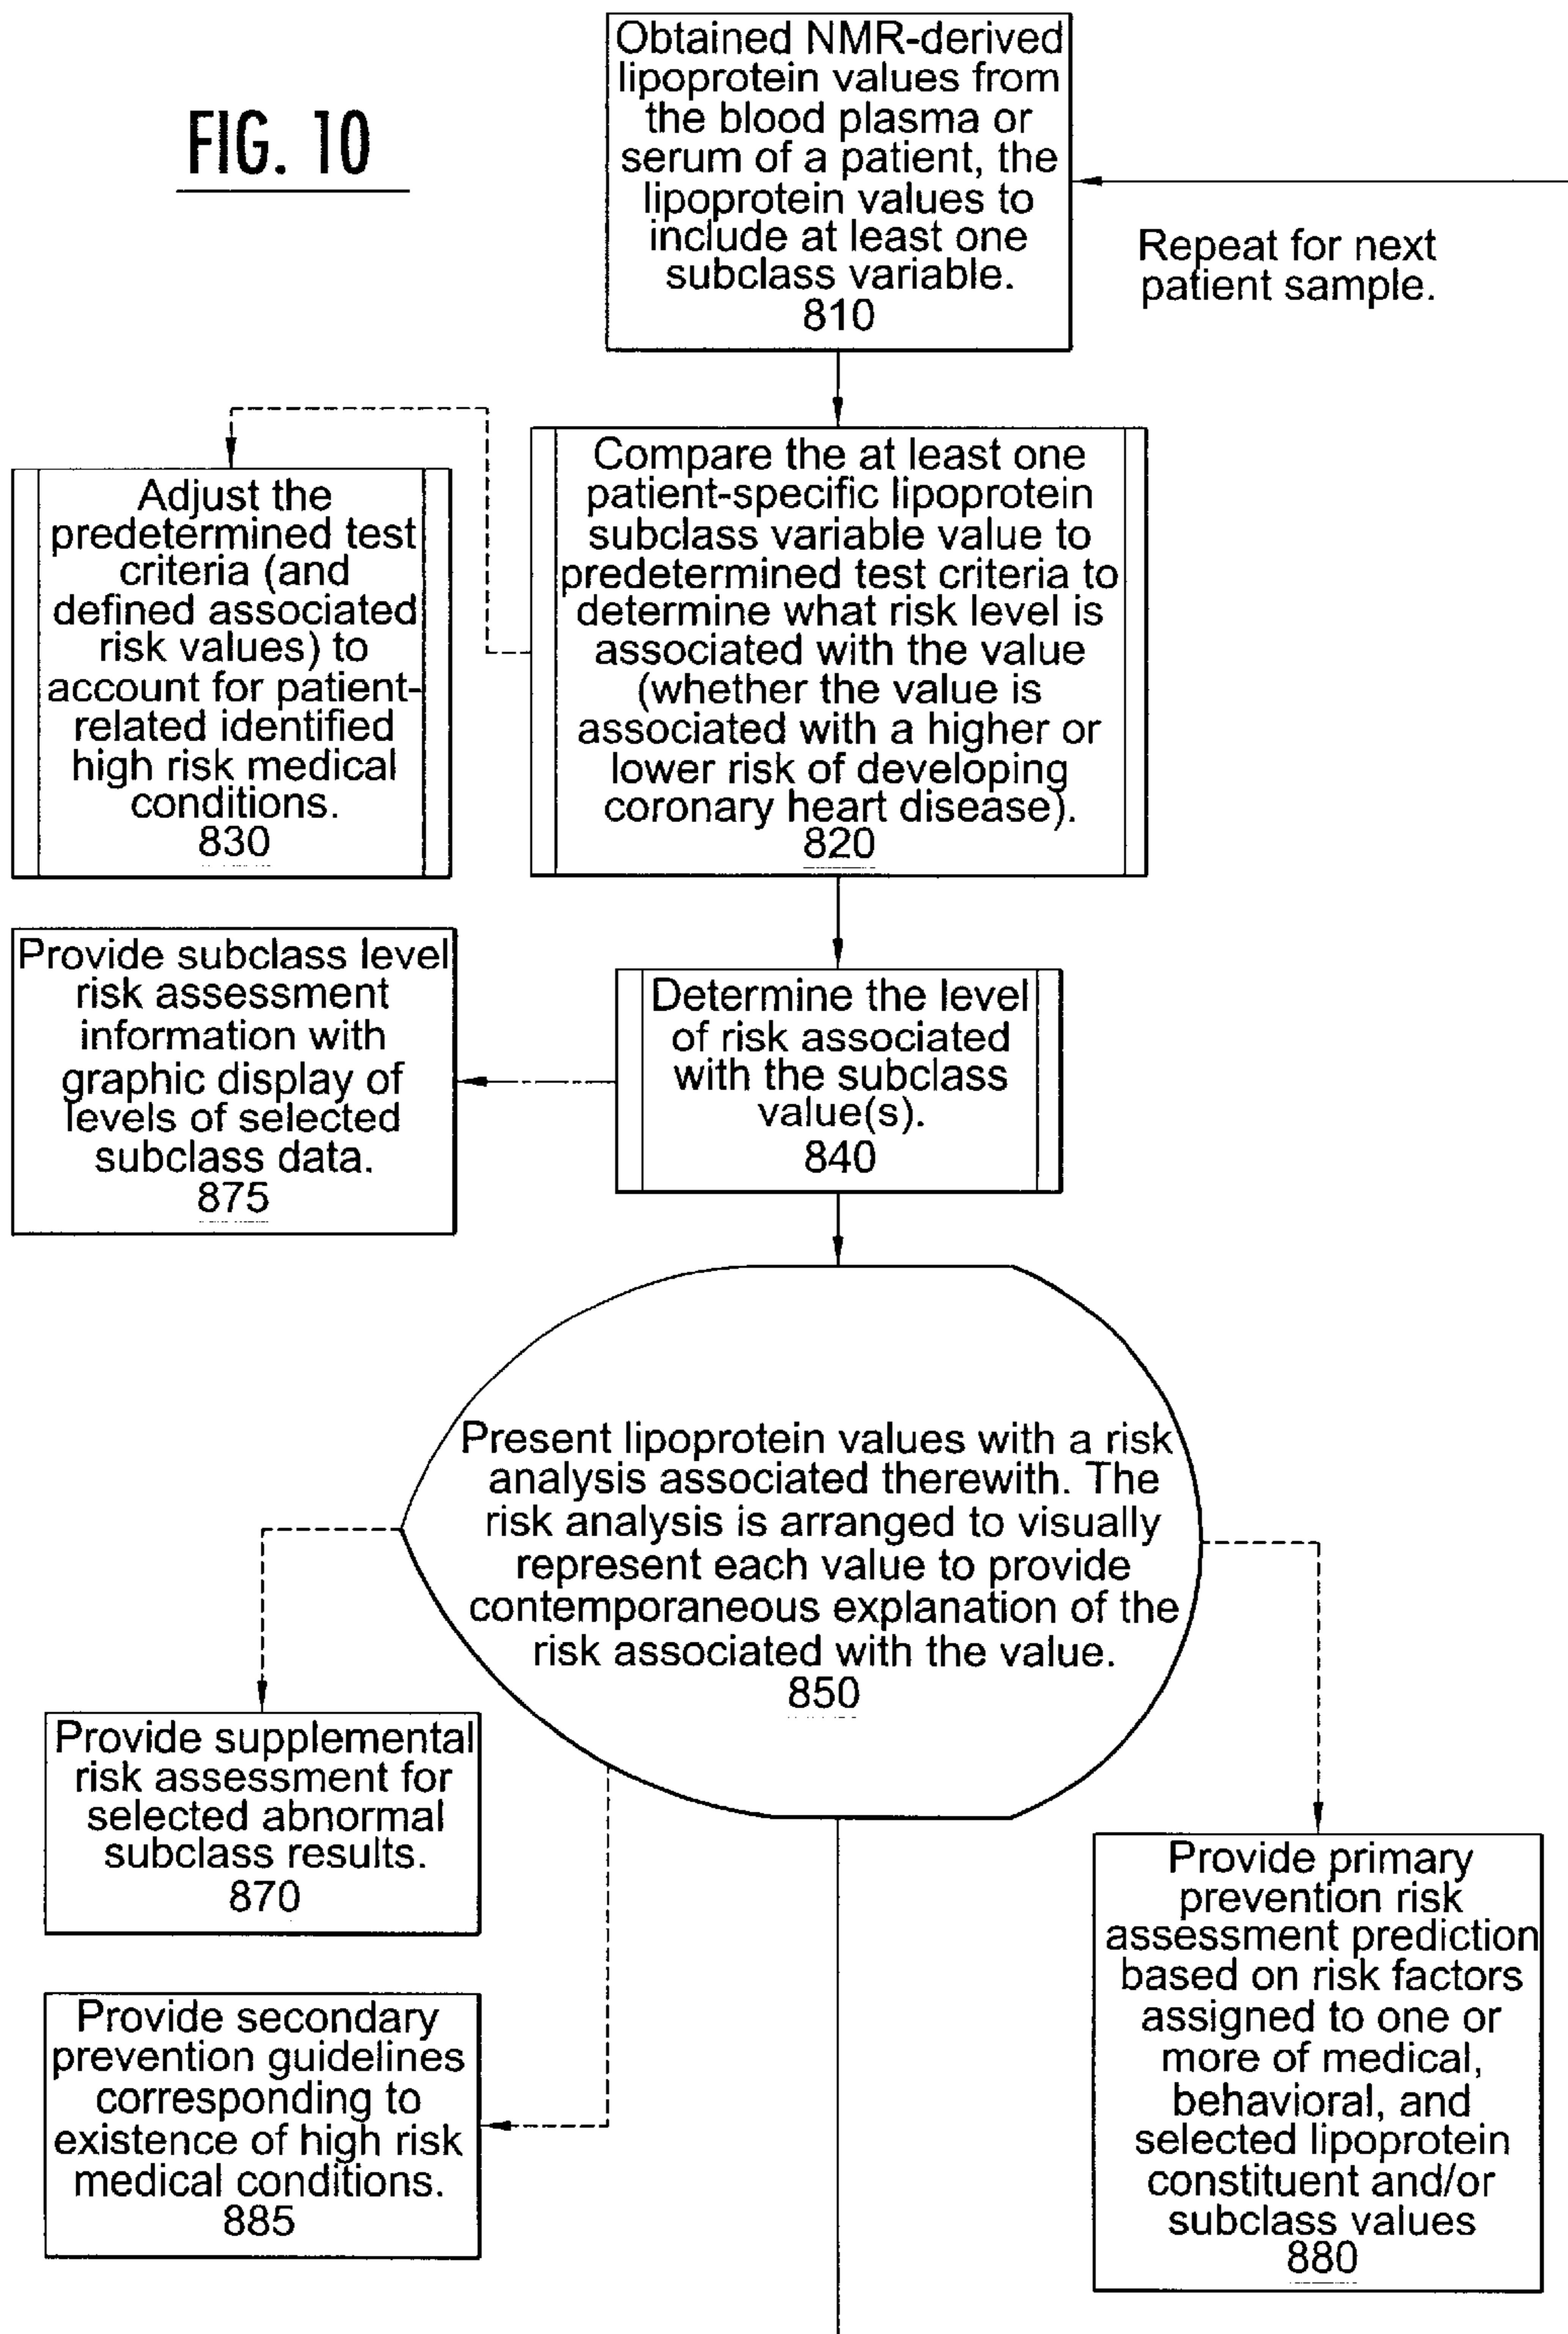 FIG. 10
Obtained NMR-derived
lipoprotein values from
the blood plasma or
serum of a patient, the
lipoprotein values to
include at least one
subclass variable.
810
Repeat for next
patient sample.
Compare the at least one
patient-specific lipoprotein
subclass variable value to
predetermined test criteria to
determine what risk level is
associated with the value
(whether the value is
associated with a higher or
lower risk of developing
coronary heart disease).
820
Adjust the
predetermined test
criteria (and
defined associated
risk values) to
account for patient-
related identified
high risk medical
conditions.
830
Determine the level
of risk associated
with the subclass
value(s).
840
Provide subclass level
risk assessment
information with
graphic display of
levels of selected
subclass data.
875
Present lipoprotein values with a risk
analysis associated therewith. The
risk analysis is arranged to visually
represent each value to provide
contemporaneous explanation of the
risk associated with the value.
850
Provide supplemental
risk assessment for
selected abnormal
subclass results.
870
Provide secondary
prevention guidelines
corresponding to
existence of high risk
medical conditions.
885
Provide primary
prevention risk
assessment prediction
based on risk factors
assigned to one or
more of medical,
behavioral, and
selected lipoprotein
constituent and/or
subclass values
880